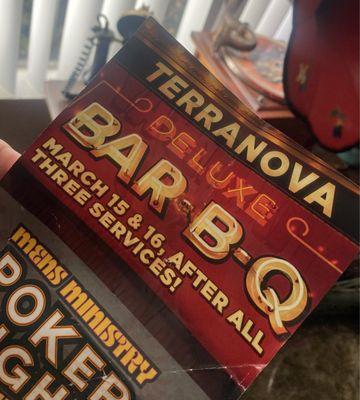 TERRANOVA
DELUXE
BAR-B-Q
MARCH 15 & 16, AFTER ALL
THREE SERVICES!
MENS MINISTRY
POKER